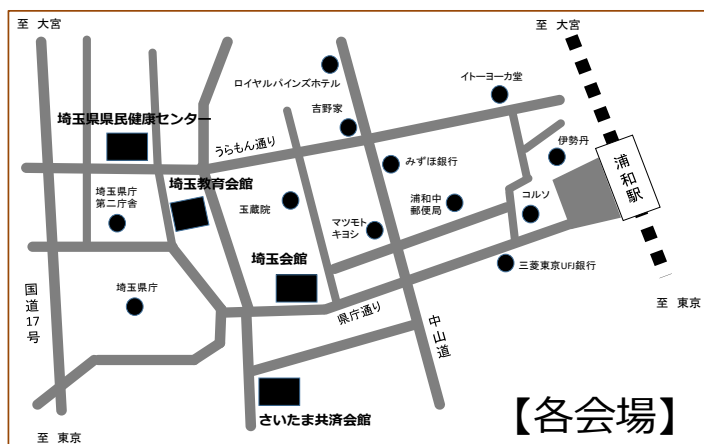 至 大宮
至 大宮
ロイヤルパインズホテル
イトーヨーカ堂
吉野家
埼玉県県民健康センター
うらもん通り
伊勢丹
みずほ銀行
浦和駅
埼玉教育会館
埼玉県庁
第二庁舎
玉蔵院
浦和中
郵便局
コルソ
マツモト
キヨシ
埼玉会館
三菱東京UFJ銀行
埼玉県庁
国道17号
県庁通り
中山道
至 東京
さいたま共済会館
【各会場】
至 東京